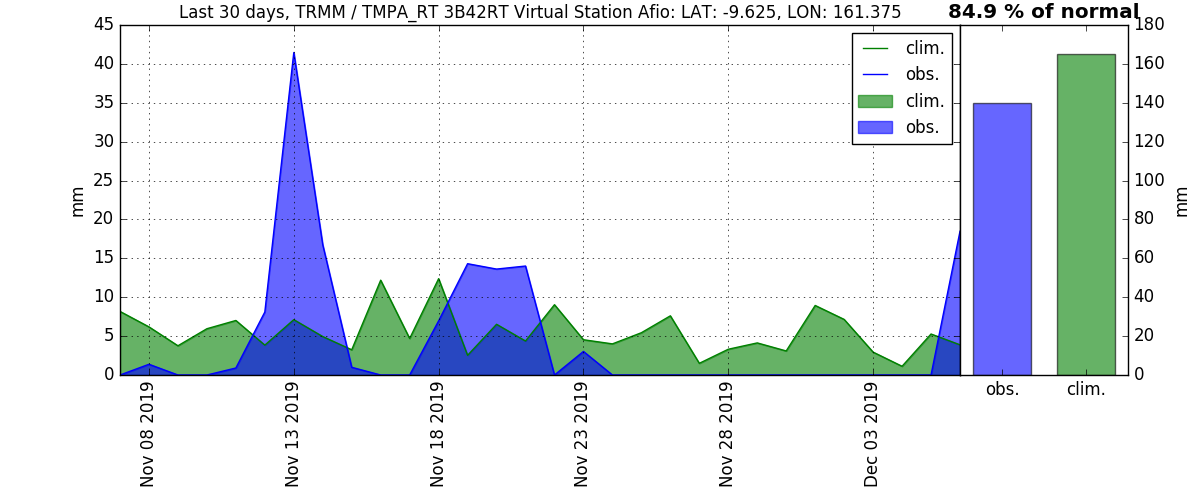 Last 30 days, TRMM / TMPA_RT 3B42RT Virtual Station Afio: LAT: -9.625, LON: 161.375
84.9 % of normal
45
40
35
30
25
20
15
10
5
0
mm
clim.
obs.
clim.
obs.
180
160
140
120
100
80
60
40
20
0
mm
Nov 08 2019
Nov 13 2019
Nov 18 2019
Nov 23 2019
Nov 28 2019
Dec 03 2019
obs.
clim.